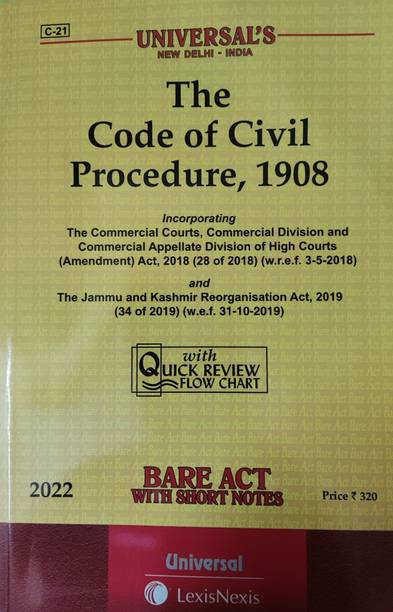 C-21
UNIVERSAL'S
NEW DELHI - INDIA
The
Code of Civil
Procedure, 1908
Incorporating
The Commercial Courts, Commercial Division and
Commercial Appellate Division of High Courts
(Amendment) Act, 2018 (28 of 2018) (w.r.e.f. 3-5-2018)
and
The Jammu and Kashmir Reorganisation Act, 2019
(34 of 2019) (w.e.f. 31-10-2019)
with
QUICK REVIEW
FLOW CHART
2022
BARE ACT
WITH SHORT NOTES
Price ₹ 320
Universal
LexisNexis